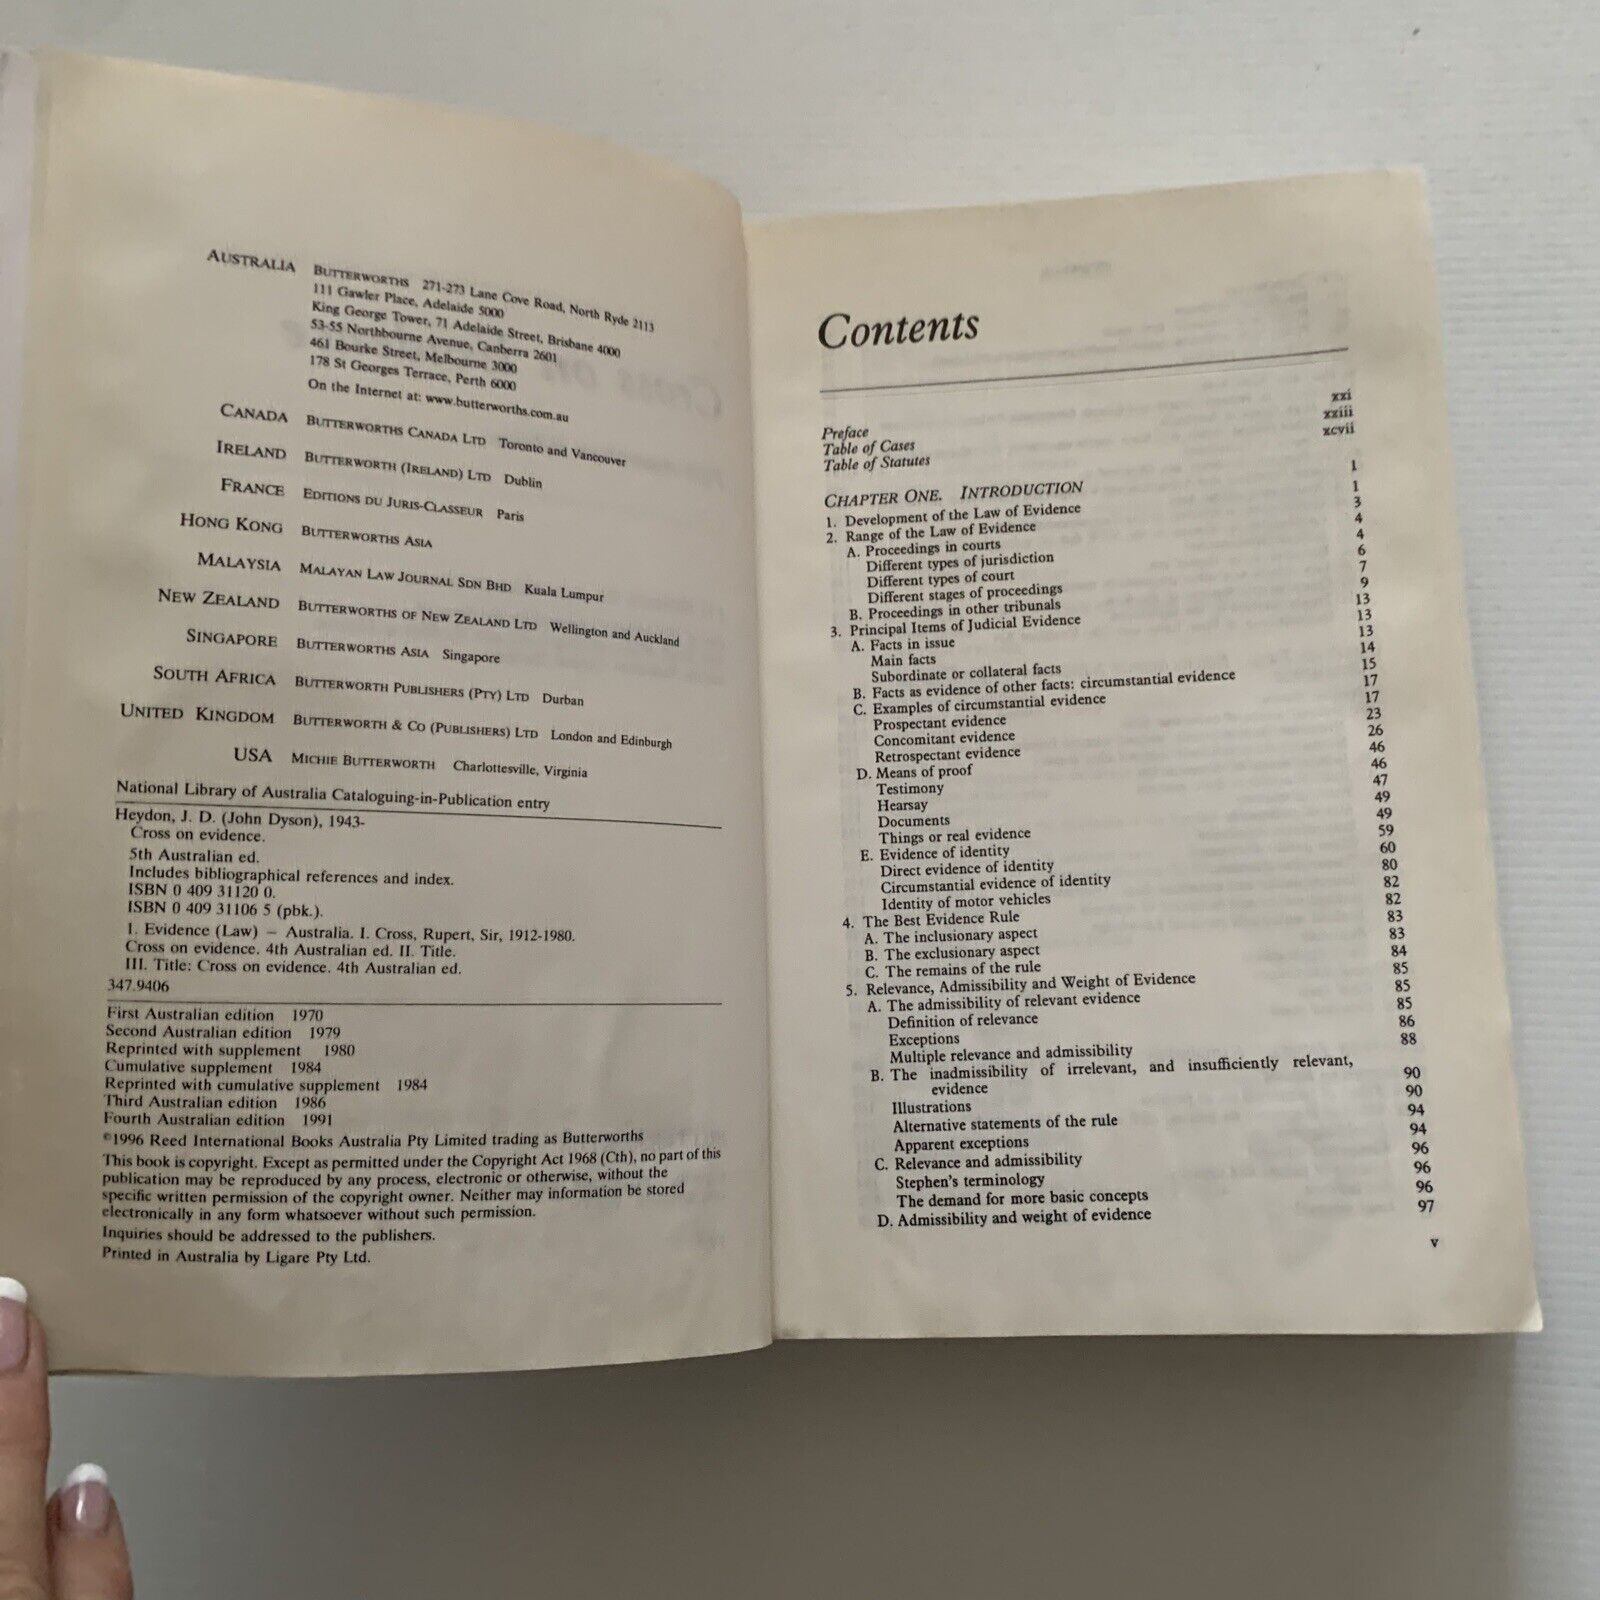 AUSTRALIA BUTTERWORTHS 271-273 Lane Cove Road, North Ryde 2113
111 Gawler Place, Adelaide 5000
King George Tower, 71 Adelaide Street, Brisbane 4000
53-55 Northbourne Avenue, Canberra 2601
461 Bourke Street, Melbourne 3000
178 St Georges Terrace, Perth 6000
On the Internet at: www.butterworths.com.au
CANADA BUTTERWORTHS CANADA LTD Toronto and Vancouver
IRELAND BUTTERWORTH (IRELAND) LTD Dublin
FRANCE EDITIONS DU JURIS-CLASSEUR Paris
HONG KONG BUTTERWORTHS ASIA
MALAYSIA MALAYAN LAW JOURNAL SDN BHD Kuala Lumpur
NEW ZEALAND BUTTERWORTHS OF NEW ZEALAND LTD Wellington and Auckland
SINGAPORE BUTTERWORTHS ASIA Singapore
SOUTH AFRICA BUTTERWORTH PUBLISHERS (PTY) LTD Durban
UNITED KINGDOM BUTTERWORTH & CO (PUBLISHERS) LTD London and Edinburgh
USA MICHIE BUTTERWORTH Charlottesville, Virginia
National Library of Australia Cataloguing-in-Publication entry
Heydon, J. D. (John Dyson), 1943-
Cross on evidence.
5th Australian ed.
Includes bibliographical references and index.
ISBN 0 409 31120 0.
ISBN 0 409 31106 5 (pbk.).
1. Evidence (Law) – Australia. I. Cross, Rupert, Sir, 1912-1980.
Cross on evidence. 4th Australian ed. II. Title.
III. Title: Cross on evidence. 4th Australian ed.
347.9406
First Australian edition 1970
Second Australian edition 1979
Reprinted with supplement 1980
Cumulative supplement 1984
Reprinted with cumulative supplement 1984
Third Australian edition 1986
Fourth Australian edition 1991
©1996 Reed International Books Australia Pty Limited trading as Butterworths
This book is copyright. Except as permitted under the Copyright Act 1968 (Cth), no part of this
publication may be reproduced by any process, electronic or otherwise, without the
specific written permission of the copyright owner. Neither may information be stored
electronically in any form whatsoever without such permission.
Inquiries should be addressed to the publishers.
Printed in Australia by Ligare Pty Ltd.
Contents
Preface xxi
Table of Cases xxiii
Table of Statutes xcvii
CHAPTER ONE. INTRODUCTION 1
1. Development of the Law of Evidence 1
2. Range of the Law of Evidence 3
A. Proceedings in courts 4
Different types of jurisdiction 4
Different types of court 6
Different stages of proceedings 7
B. Proceedings in other tribunals 9
3. Principal Items of Judicial Evidence 13
A. Facts in issue 13
Main facts 13
Subordinate or collateral facts 14
B. Facts as evidence of other facts: circumstantial evidence 15
C. Examples of circumstantial evidence 17
Prospectant evidence 17
Concomitant evidence 23
Retrospectant evidence 26
D. Means of proof 46
Testimony 46
Hearsay 47
Documents 49
Things or real evidence 49
E. Evidence of identity 59
Direct evidence of identity 60
Circumstantial evidence of identity 80
Identity of motor vehicles 82
4. The Best Evidence Rule 82
A. The inclusionary aspect 83
B. The exclusionary aspect 83
C. The remains of the rule 84
5. Relevance, Admissibility and Weight of Evidence 85
A. The admissibility of relevant evidence 85
Definition of relevance 85
Exceptions 86
Multiple relevance and admissibility 88
B. The inadmissibility of irrelevant, and insufficiently relevant,
evidence 90
Illustrations 90
Alternative statements of the rule 94
Apparent exceptions 94
C. Relevance and admissibility 96
Stephen's terminology 96
The demand for more basic concepts 96
D. Admissibility and weight of evidence 97
v